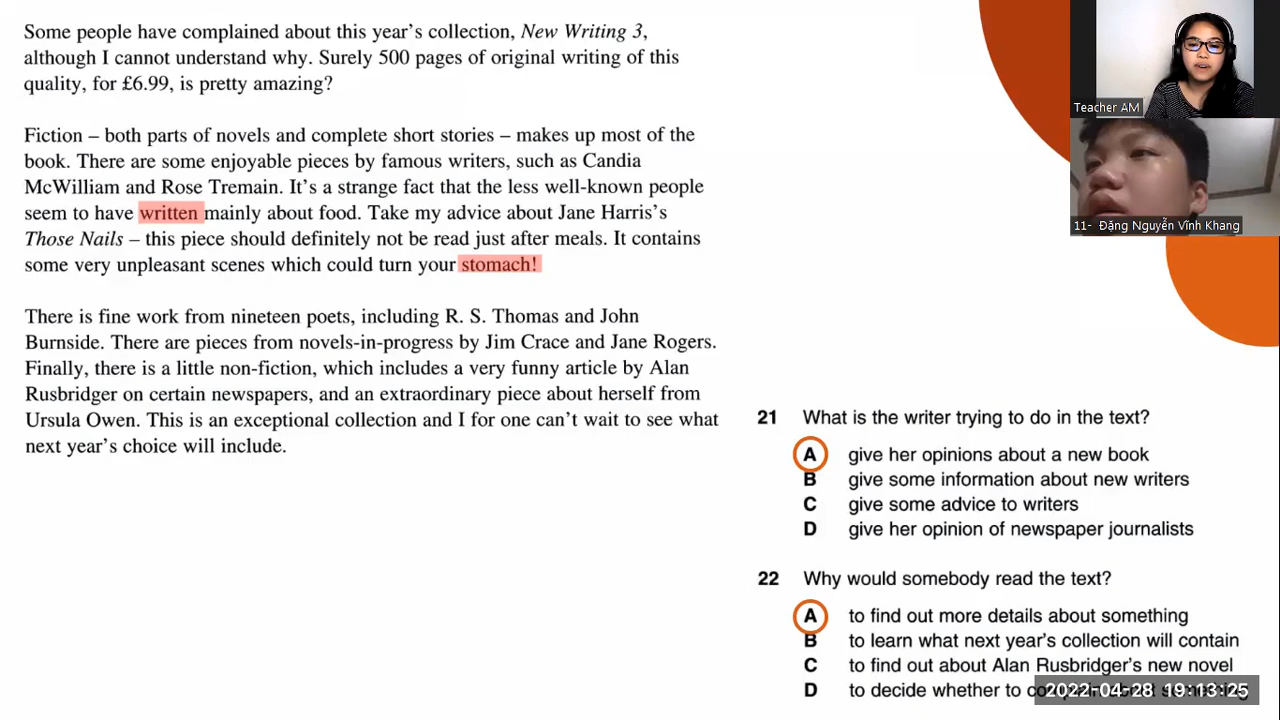 Some people have complained about this year's collection, New Writing 3,
although I cannot understand why. Surely 500 pages of original writing of this
quality, for £6.99, is pretty amazing?
Fiction – both parts of novels and complete short stories – makes up most of the
book. There are some enjoyable pieces by famous writers, such as Candia
McWilliam and Rose Tremain. It's a strange fact that the less well-known people
seem to have written mainly about food. Take my advice about Jane Harris's
Those Nails – this piece should definitely not be read just after meals. It contains
some very unpleasant scenes which could turn your stomach!
There is fine work from nineteen poets, including R. S. Thomas and John
Burnside. There are pieces from novels-in-progress by Jim Crace and Jane Rogers.
Finally, there is a little non-fiction, which includes a very funny article by Alan
Rusbridger on certain newspapers, and an extraordinary piece about herself from
Ursula Owen. This is an exceptional collection and I for one can't wait to see what
next year's choice will include.
Teacher AM
11- Đặng Nguyễn Vĩnh Khang
21 What is the writer trying to do in the text?
A give her opinions about a new book
B give some information about new writers
C give some advice to writers
D give her opinion of newspaper journalists
22 Why would somebody read the text?
A to find out more details about something
B to learn what next year's collection will contain
C to find out about Alan Rusbridger's new novel
D to decide whether to
2022-04-28 19:13:25